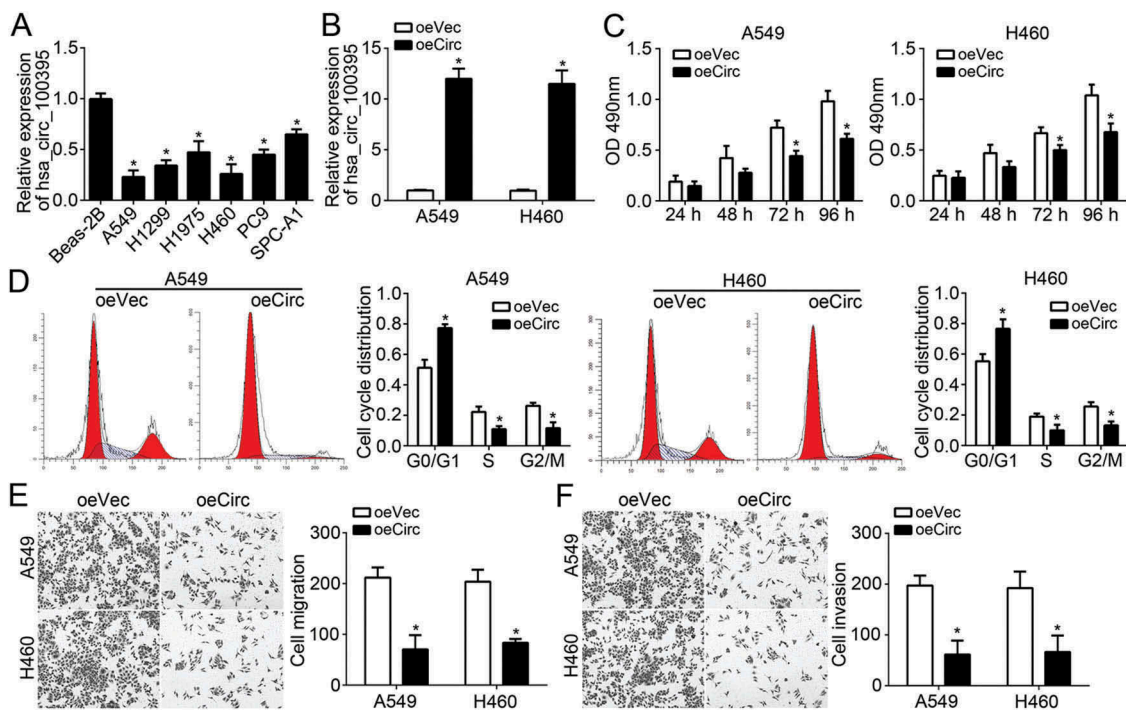 A
Relative expression
of hsa_circ_100395
1.5
1.0
0.5
0.0
*
*
*
*
*
*
Beas-2B
A549
H1299
H1975
H460
PC9
SPC-A1
B
oeVec
oeCirc
Relative expression
of hsa_circ_100395
15
10
5
0
*
*
A549
H460
C
A549
OD 490nm
1.5
1.0
0.5
0.0
oeVec
oeCirc
*
*
24 h
48 h
72 h
96 h
H460
OD 490nm
1.5
1.0
0.5
0.0
oeVec
oeCirc
*
*
24 h
48 h
72 h
96 h
D
A549
oeVec
oeCirc
A549
Cell cycle distribution
1.0
0.8
0.6
0.4
0.2
0.0
oeVec
oeCirc
*
*
*
G0/G1
S
G2/M
H460
oeVec
oeCirc
H460
Cell cycle distribution
1.0
0.8
0.6
0.4
0.2
0.0
oeVec
oeCirc
*
*
*
G0/G1
S
G2/M
E
oeVec
oeCirc
A549
H460
Cell migration
300
200
100
0
oeVec
oeCirc
*
*
A549
H460
F
oeVec
oeCirc
A549
H460
Cell invasion
300
200
100
0
oeVec
oeCirc
*
*
A549
H460